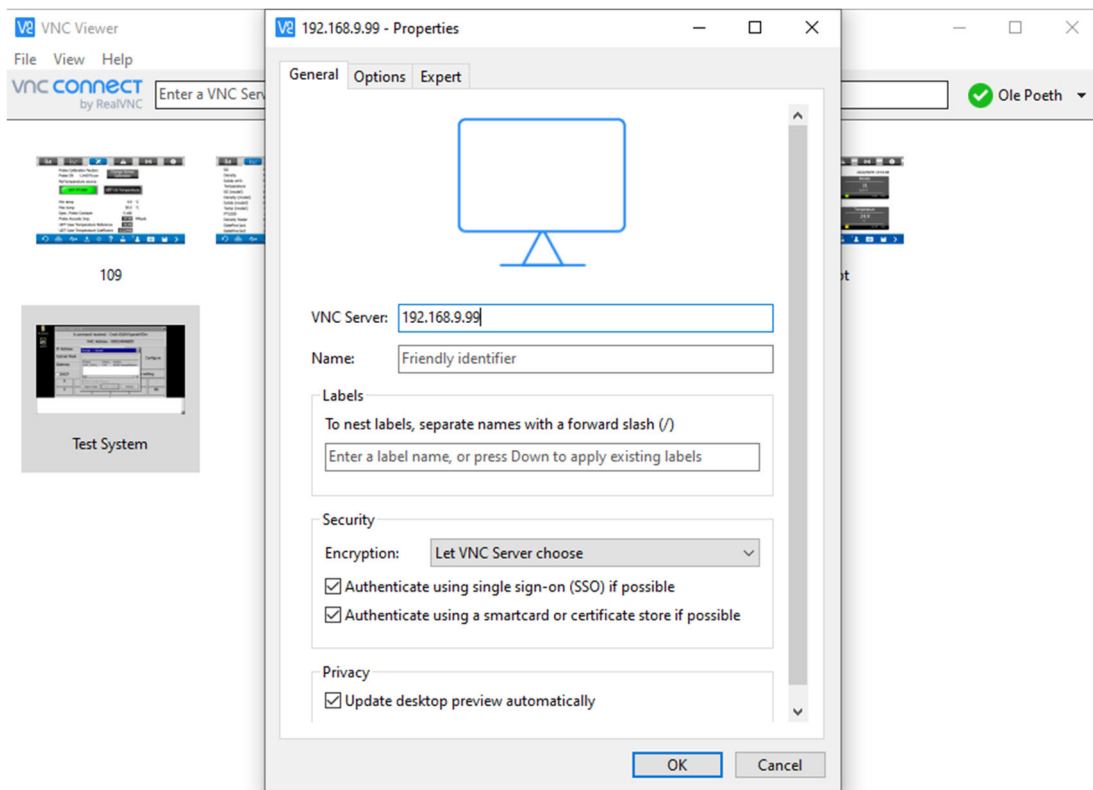 VNC Viewer
File View Help
VNC CONNECT
by RealVNC
Enter a VNC Serv
Ole Poeth
109
Test System
192.168.9.99 - Properties
General Options Expert
VNC Server: 192.168.9.99
Name: Friendly identifier
Labels
To nest labels, separate names with a forward slash (/)
Enter a label name, or press Down to apply existing labels
Security
Encryption: Let VNC Server choose
Authenticate using single sign-on (SSO) if possible
Authenticate using a smartcard or certificate store if possible
Privacy
Update desktop preview automatically
OK Cancel